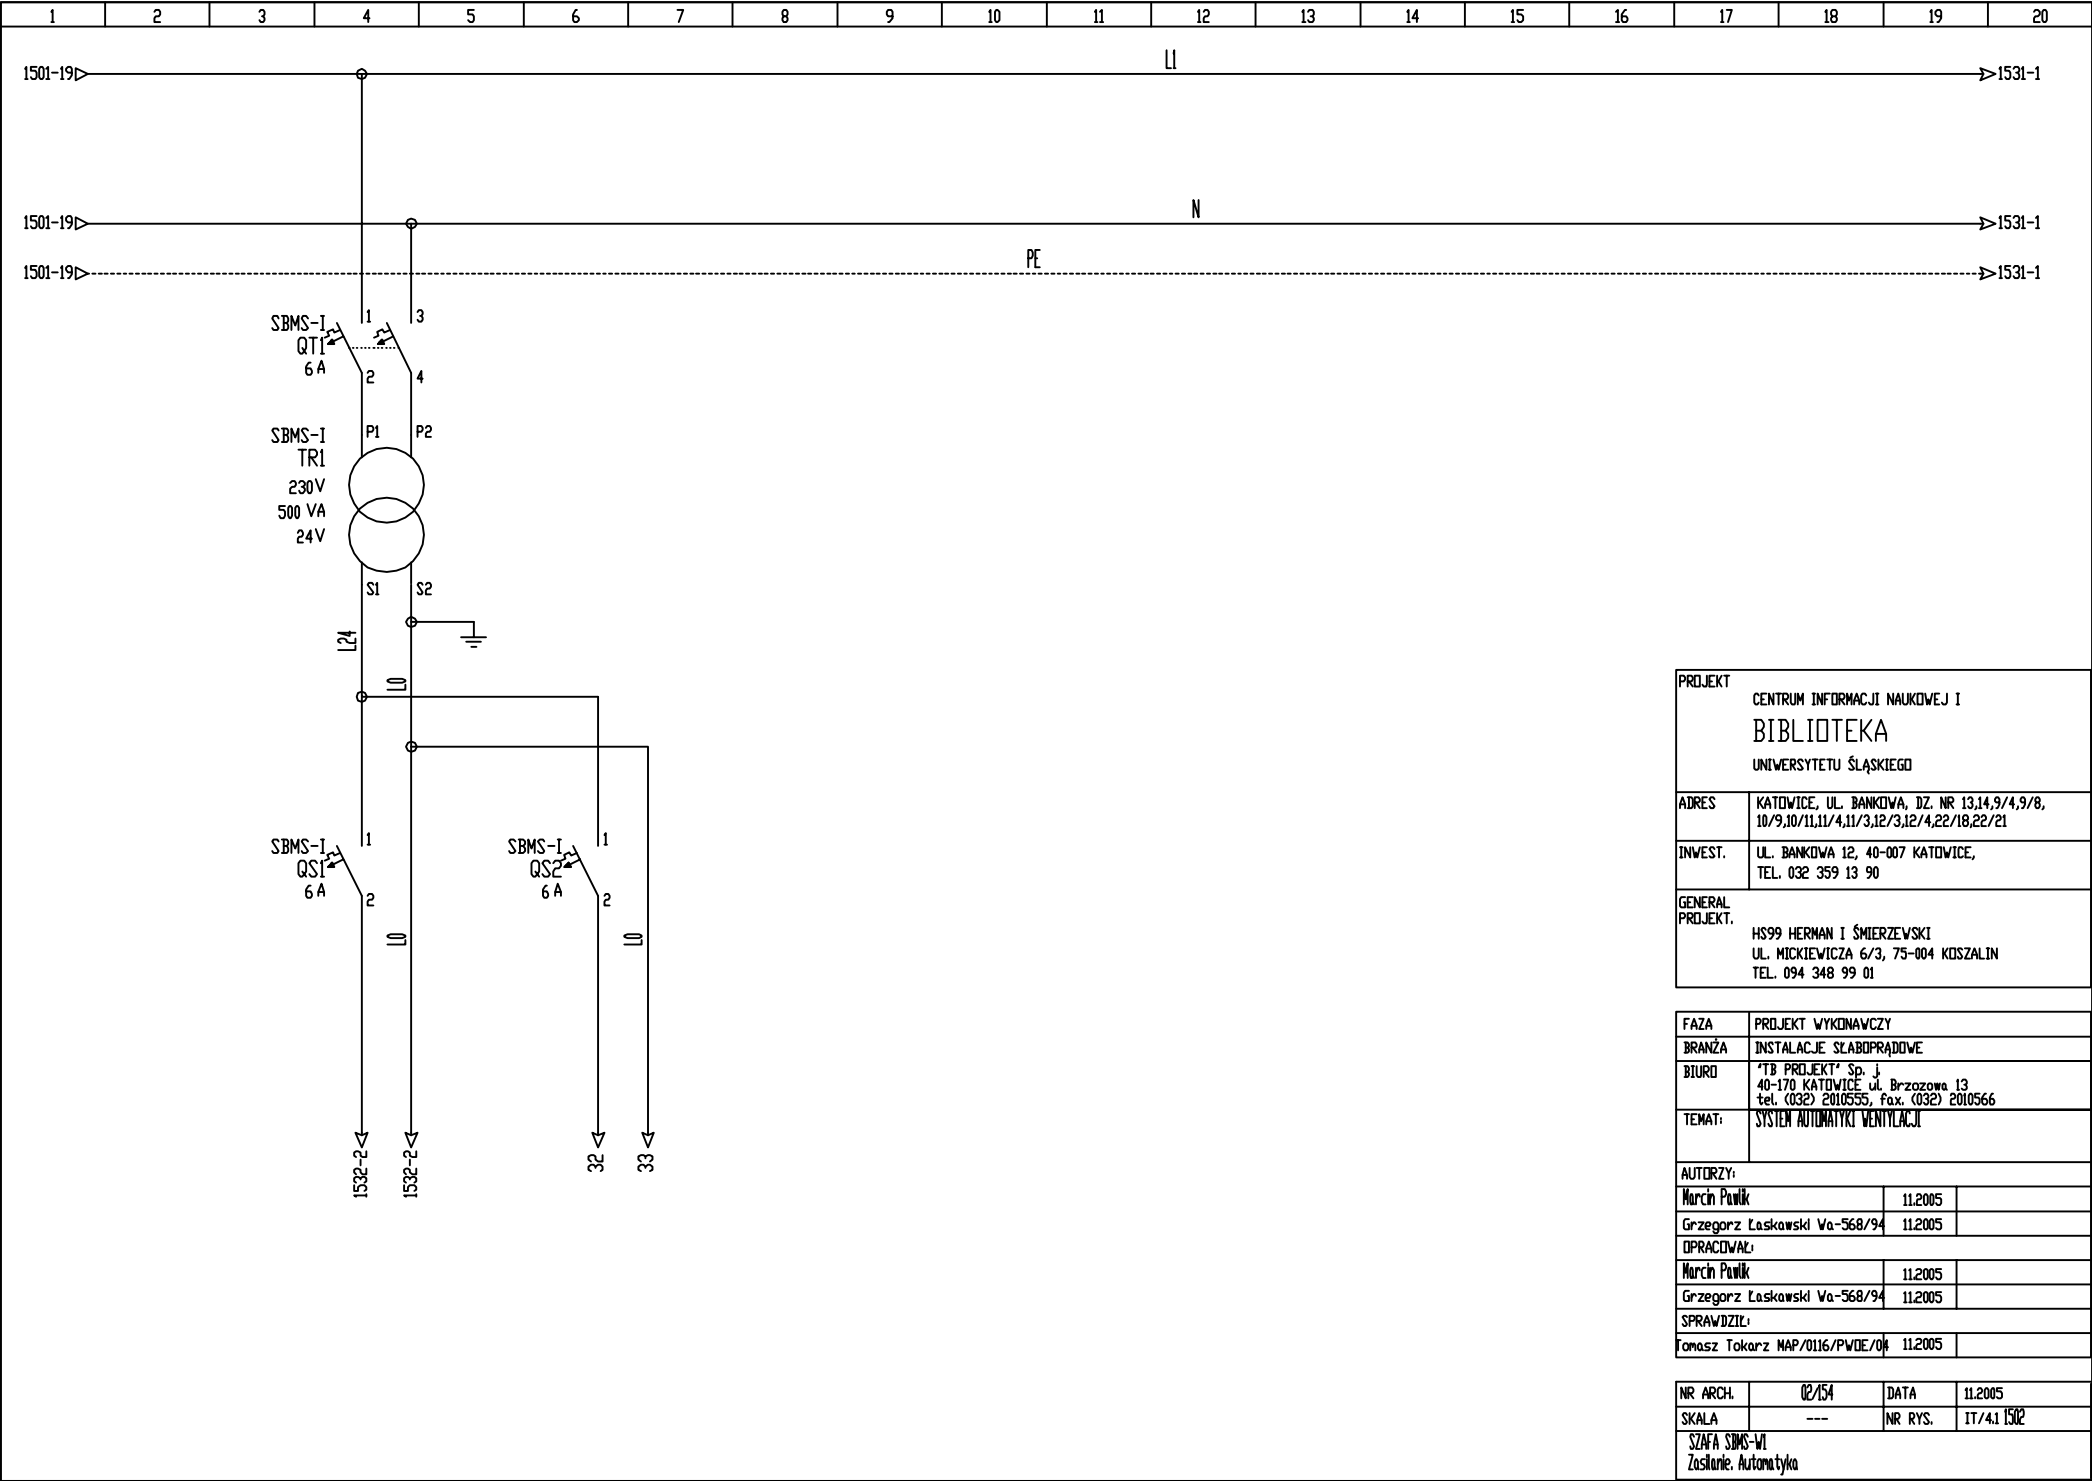 1 2 3 4 5 6 7 8 9 10 11 12 13 14 15 16 17 18 19 20
L1
1501-19 1531-1
N
1501-19 1531-1
PE
1501-19 1531-1
SBMS-I 1 3
QT1
6 A 2 4
SBMS-I P1 P2
TR1
230 V
500 VA
24 V
S1 S2
L24
L0
SBMS-I 1
QS1
6 A 2
SBMS-I 1
QS2
6 A 2
L0 L0
1532-2 1532-2 32 33
PROJEKT
CENTRUM INFORMACJI NAUKOWEJ I
BIBLIOTEKA
UNIWERSYTETU ŚLĄSKIEGO
ADRES KATOWICE, UL. BANKOWA, DZ. NR 13,14,9/4,9/8,
10/9,10/11,11/4,11/3,12/3,12/4,22/18,22/21
INWEST. UL. BANKOWA 12, 40-007 KATOWICE,
TEL. 032 359 13 90
GENERAL
PROJEKT.
HS99 HERMAN I ŚMIERZEWSKI
UL. MICKIEWICZA 6/3, 75-004 KOSZALIN
TEL. 094 348 99 01
FAZA PROJEKT WYKONAWCZY
BRANŻA INSTALACJE SŁABOPRĄDOWE
BIURO "TB PROJEKT" Sp. j.
40-170 KATOWICE ul. Brzozowa 13
tel. (032) 2010555, fax. (032) 2010566
TEMAT: SYSTEM AUTOMATYKI WENTYLACJI
AUTORZY:
Marcin Pawlik 11.2005
Grzegorz Łaskawski Wa-568/94 11.2005
OPRACOWAŁ:
Marcin Pawlik 11.2005
Grzegorz Łaskawski Wa-568/94 11.2005
SPRAWDZIŁ:
Tomasz Tokarz MAP/0116/PWOE/04 11.2005
NR ARCH. 02/154 DATA 11.2005
SKALA --- NR RYS. IT/4.1 1502
SZAFA SBMS-W1
Zasilanie. Automatyka